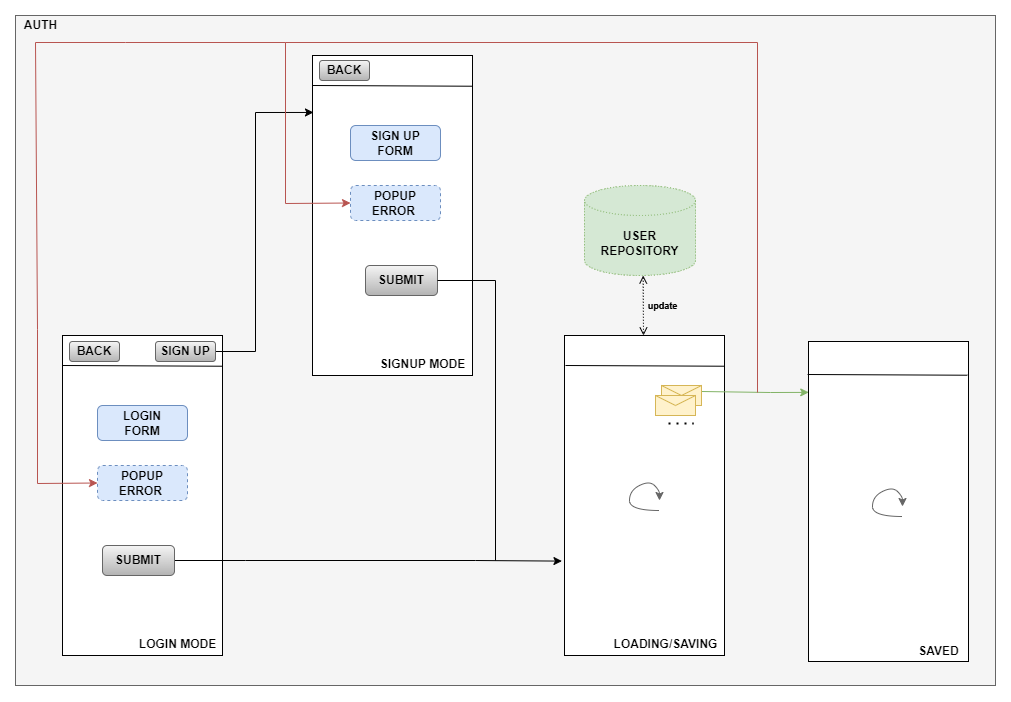 AUTH
BACK
SIGN UP
FORM
POPUP
ERROR
SUBMIT
SIGNUP MODE
USER
REPOSITORY
update
BACK
SIGN UP
LOGIN
FORM
POPUP
ERROR
SUBMIT
LOGIN MODE
....
LOADING/SAVING
SAVED